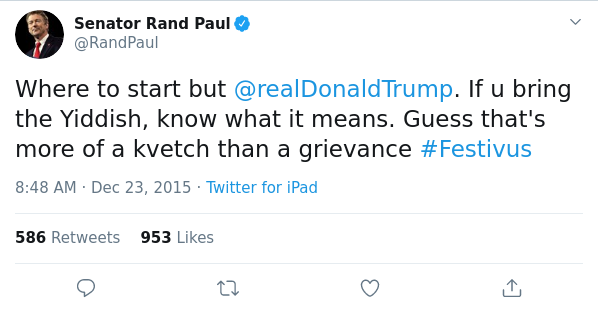 Senator Rand Paul
@RandPaul
Where to start but @realDonaldTrump. If u bring
the Yiddish, know what it means. Guess that's
more of a kvetch than a grievance #Festivus
8:48 AM · Dec 23, 2015 · Twitter for iPad
586 Retweets 953 Likes